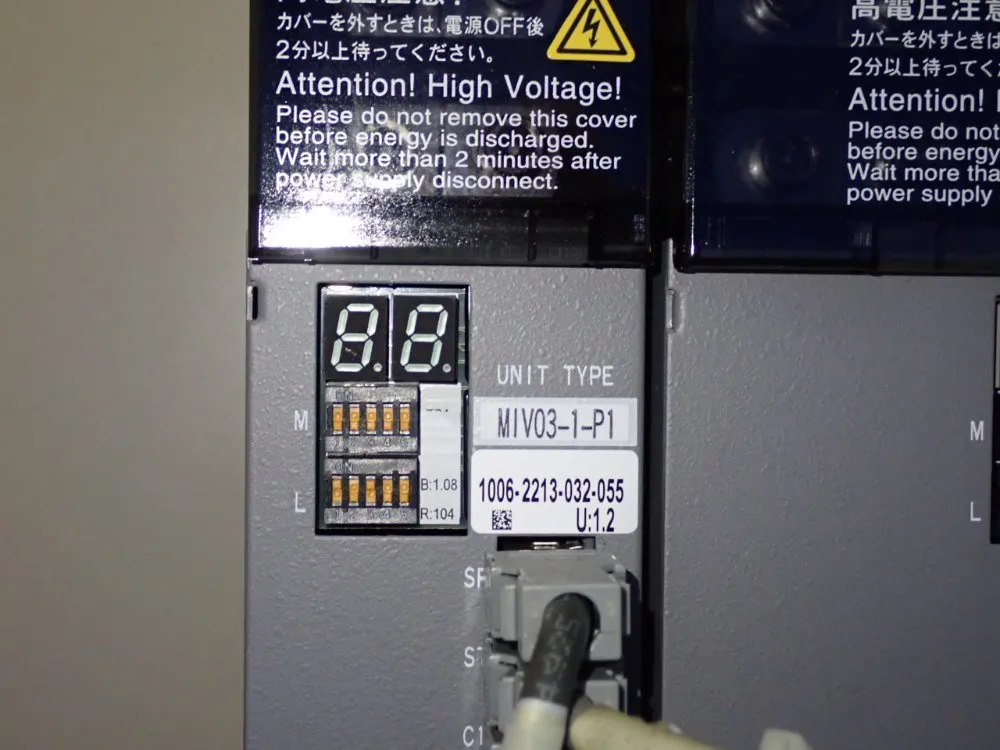 カバーを外すときは、電源OFF後
2分以上待ってください。
Attention! High Voltage!
Please do not remove this cover
before energy is discharged.
Wait more than 2 minutes after
power supply disconnect.
高電圧注意
カバーを外すときは
2分以上待ってく
Attention!
Please do not
before energy
Wait more tha
power supply
UNIT TYPE
MIV03-1-P1
M
L
B:1.08
R:104
1006-2213-032-055
U:1.2
C1
M
L